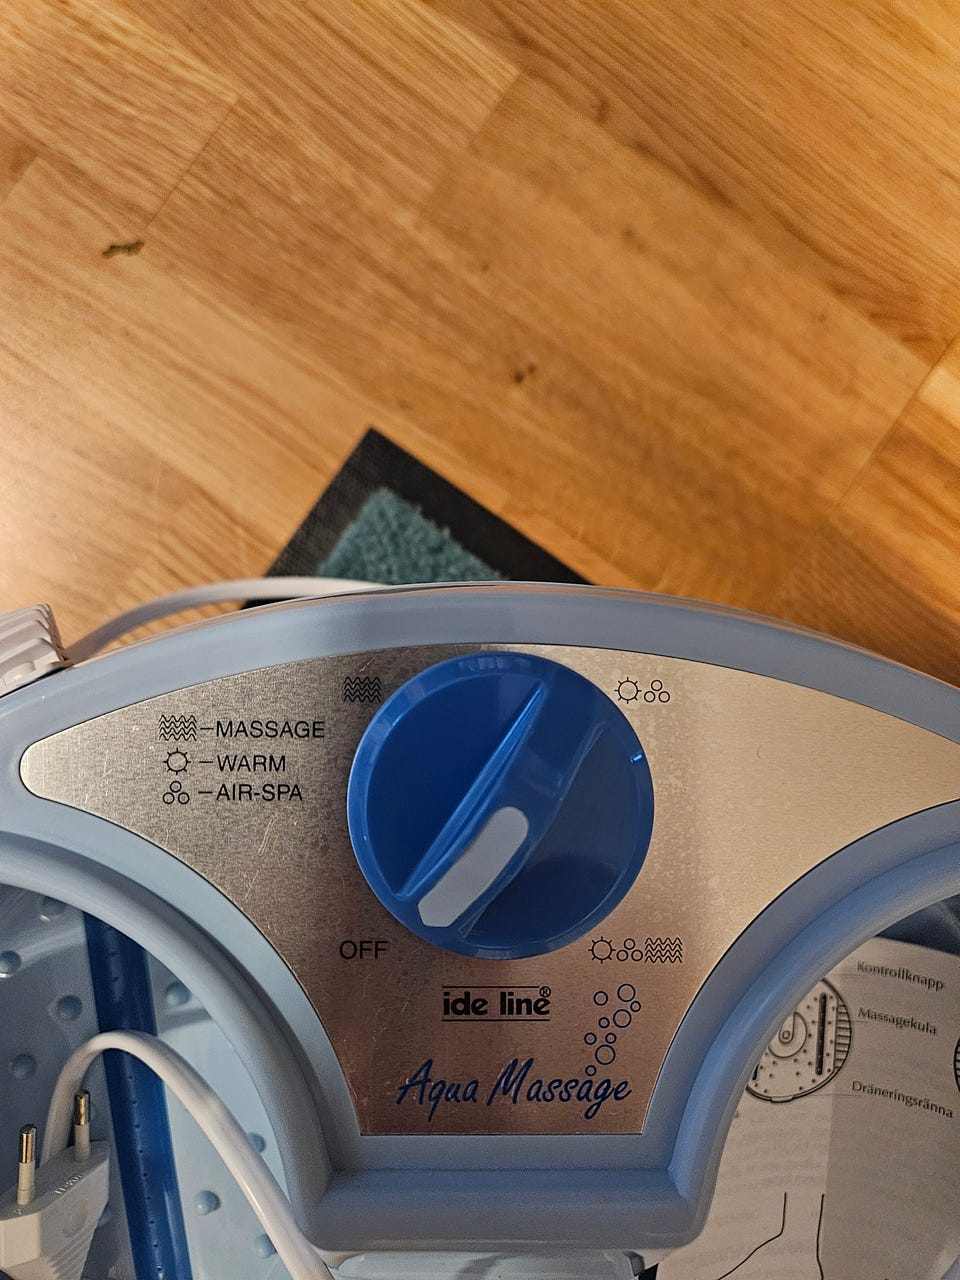 MASSAGE
WARM
AIR-SPA
OFF
ide line®
Aqua Massage
Kontrollknapp
Massagekula
Dräneringsränna